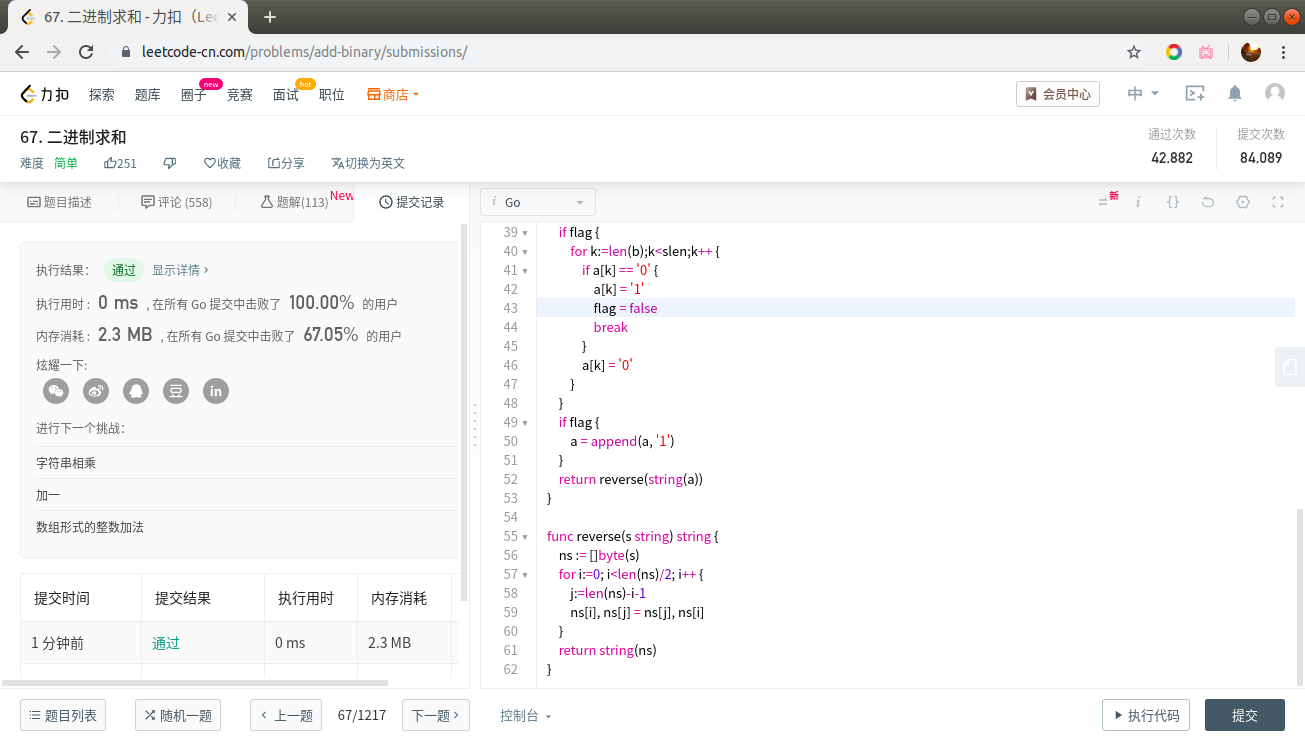 67. 二进制求和 - 力扣（Lee
leetcode-cn.com/problems/add-binary/submissions/
力扣 探索 题库 圈子 new 竞赛 面试 hot 职位 商店 会员中心 中
67. 二进制求和
难度 简单 251 收藏 分享 切换为英文
通过次数 提交次数
42.882 84.089
题目描述 评论 (558) 题解(113) New 提交记录
执行结果： 通过 显示详情 ›
执行用时 : 0 ms , 在所有 Go 提交中击败了 100.00% 的用户
内存消耗 : 2.3 MB , 在所有 Go 提交中击败了 67.05% 的用户
炫耀一下:
豆 in
进行下一个挑战：
字符串相乘
加一
数组形式的整数加法
提交时间 提交结果 执行用时 内存消耗
1 分钟前 通过 0 ms 2.3 MB
i Go 新 i {}
39 if flag {
40 for k:=len(b);k<slen;k++ {
41 if a[k] == '0' {
42 a[k] = '1'
43 flag = false
44 break
45 }
46 a[k] = '0'
47 }
48 }
49 if flag {
50 a = append(a, '1')
51 }
52 return reverse(string(a))
53 }
54
55 func reverse(s string) string {
56 ns := []byte(s)
57 for i:=0; i<len(ns)/2; i++ {
58 j:=len(ns)-i-1
59 ns[i], ns[j] = ns[j], ns[i]
60 }
61 return string(ns)
62 }
题目列表 随机一题 ‹ 上一题 67/1217 下一题 › 控制台 执行代码 提交